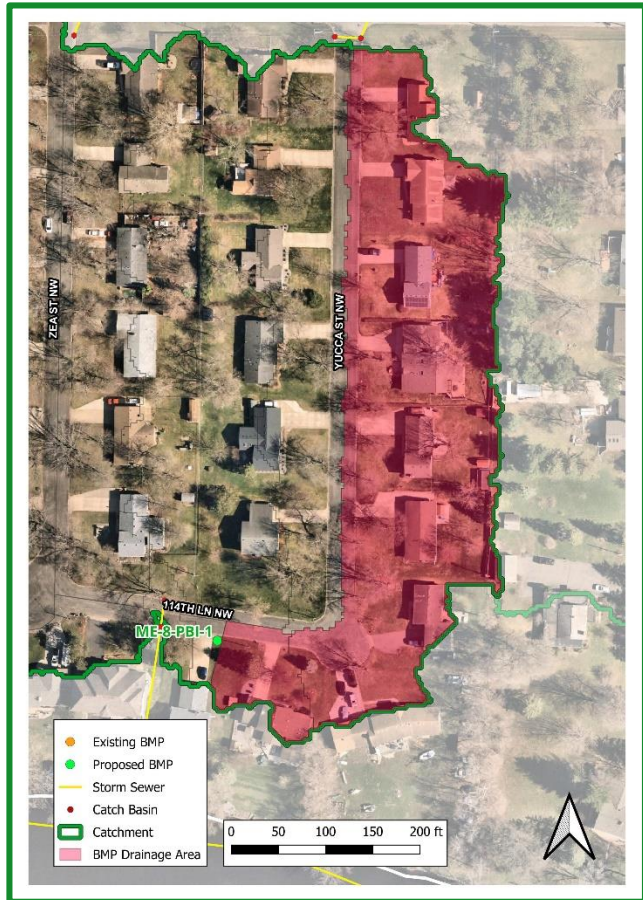 ZEA ST NW
YUCCA ST NW
114TH LN NW
ME-8-PBI-1
Existing BMP
Proposed BMP
Storm Sewer
Catch Basin
Catchment
BMP Drainage Area
0 50 100 150 200 ft